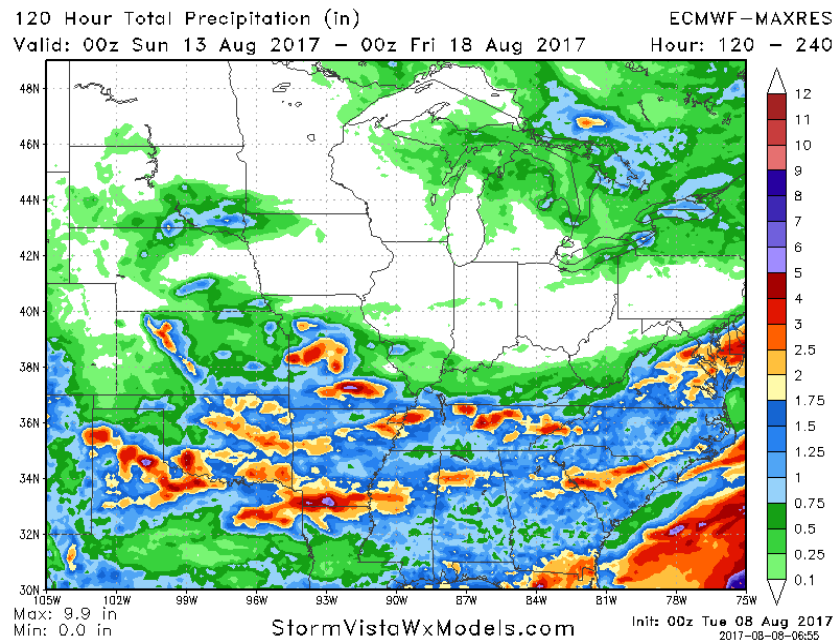 120 Hour Total Precipitation (in) ECMWF-MAXRES
Valid: 00z Sun 13 Aug 2017 - 00z Fri 18 Aug 2017 Hour: 120 - 240
48N
46N
44N
42N
40N
38N
36N
34N
32N
30N
105W 102W 99W 96W 93W 90W 87W 84W 81W 78W 75W
12
11
10
9
8
7
6
5
4
3
2.5
2
1.75
1.5
1.25
1
0.75
0.5
0.25
0.1
Max: 9.9 in
Min: 0.0 in
StormVistaWxModels.com
Init: 00z Tue 08 Aug 2017
2017-08-08-06:55